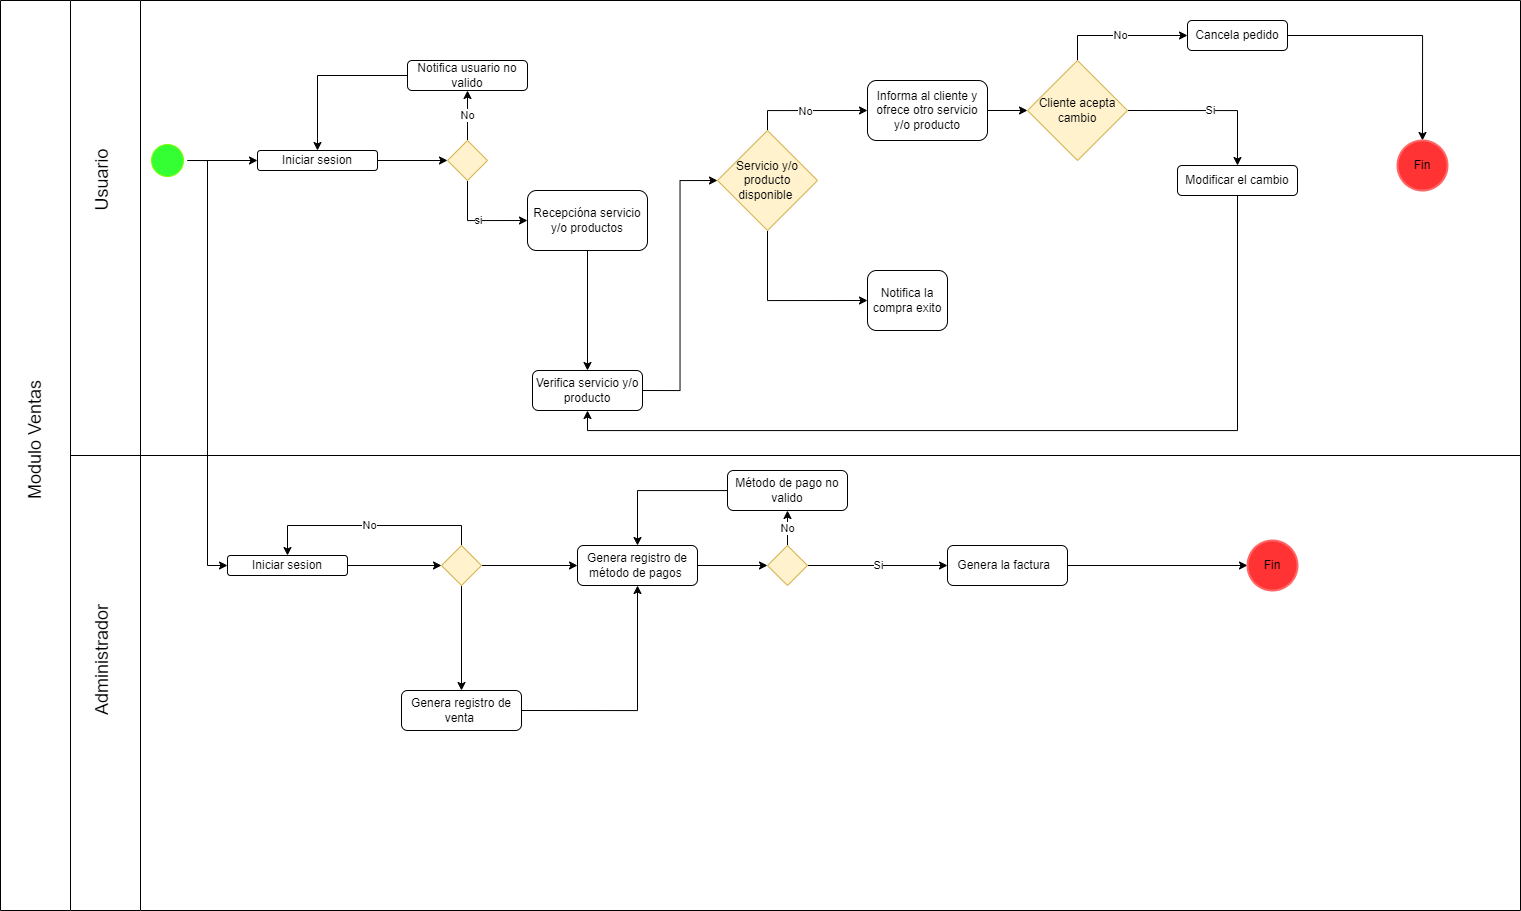 Modulo Ventas
Usuario
Notifica usuario no
valido
No
Iniciar sesion
si
Recepcióna servicio
y/o productos
Verifica servicio y/o
producto
Servicio y/o
producto
disponible
No
Informa al cliente y
ofrece otro servicio
y/o producto
Notifica la
compra exito
Cliente acepta
cambio
No
Cancela pedido
Si
Modificar el cambio
Fin
Administrador
No
Iniciar sesion
Genera registro de
venta
Genera registro de
método de pagos
Método de pago no
valido
No
Si
Genera la factura
Fin